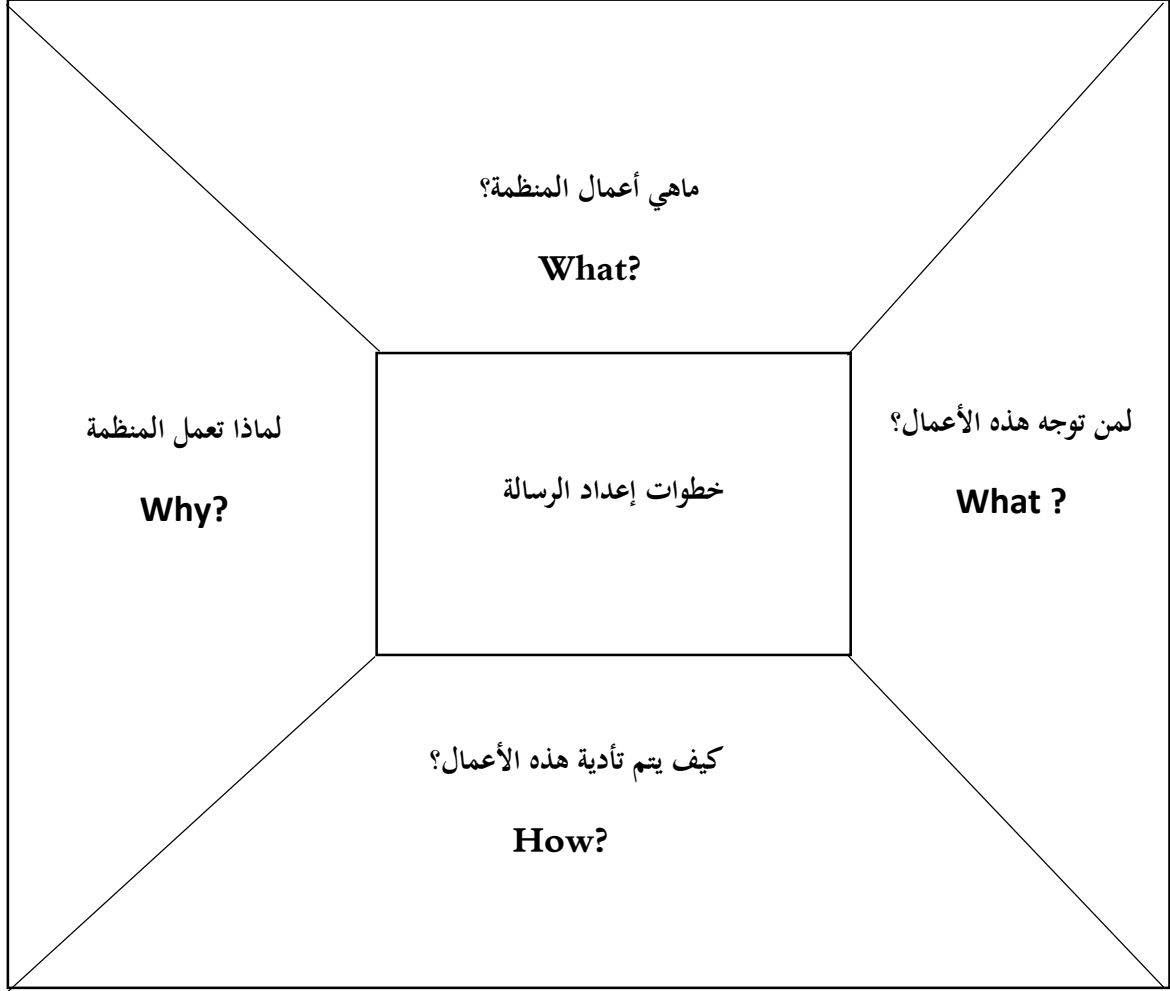 ماهي أعمال المنظمة؟
What?
لمن توجه هذه الأعمال؟
What ?
خطوات إعداد الرسالة
لماذا تعمل المنظمة
Why?
كيف يتم تأدية هذه الأعمال؟
How?